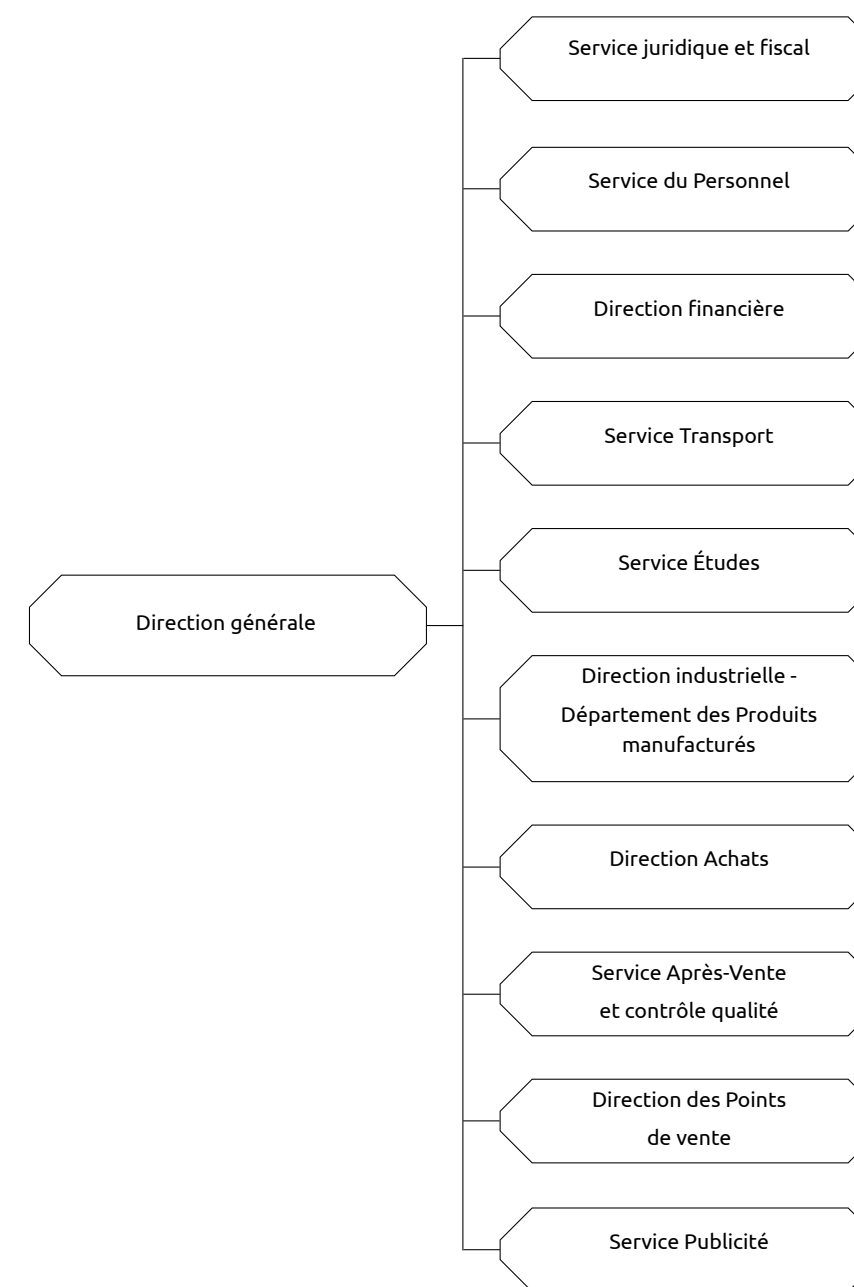 Service juridique et fiscal
Service du Personnel
Direction financière
Service Transport
Service Études
Direction générale
Direction industrielle -
Département des Produits
manufacturés
Direction Achats
Service Après-Vente
et contrôle qualité
Direction des Points
de vente
Service Publicité